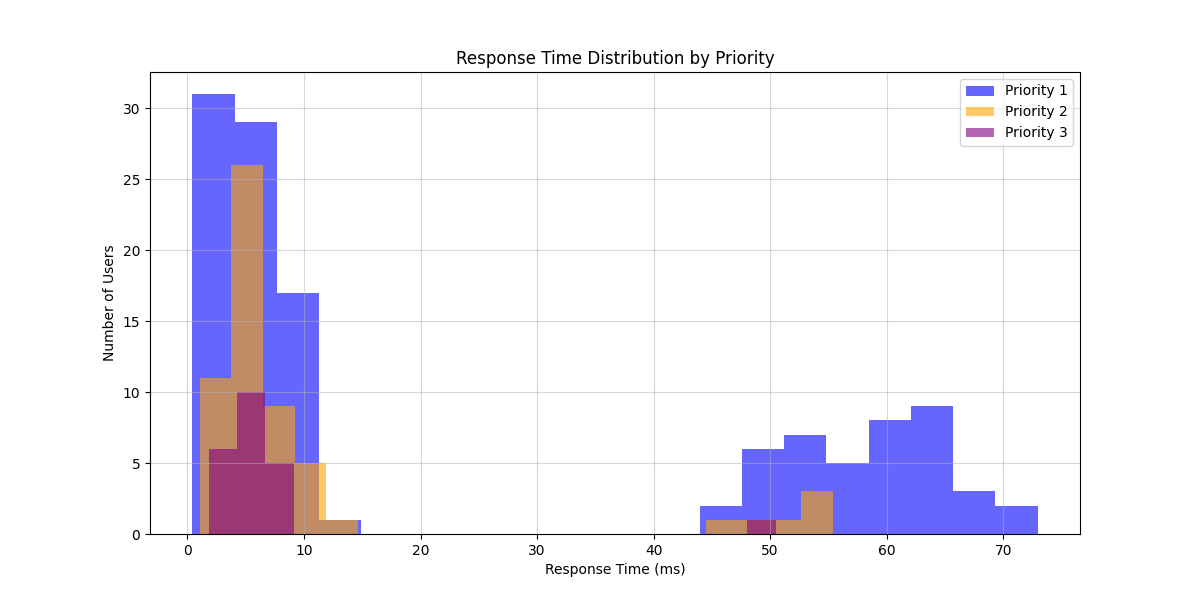 Response Time Distribution by Priority
Priority 1
Priority 2
Priority 3
Number of Users
30
25
20
15
10
5
0
0 10 20 30 40 50 60 70
Response Time (ms)